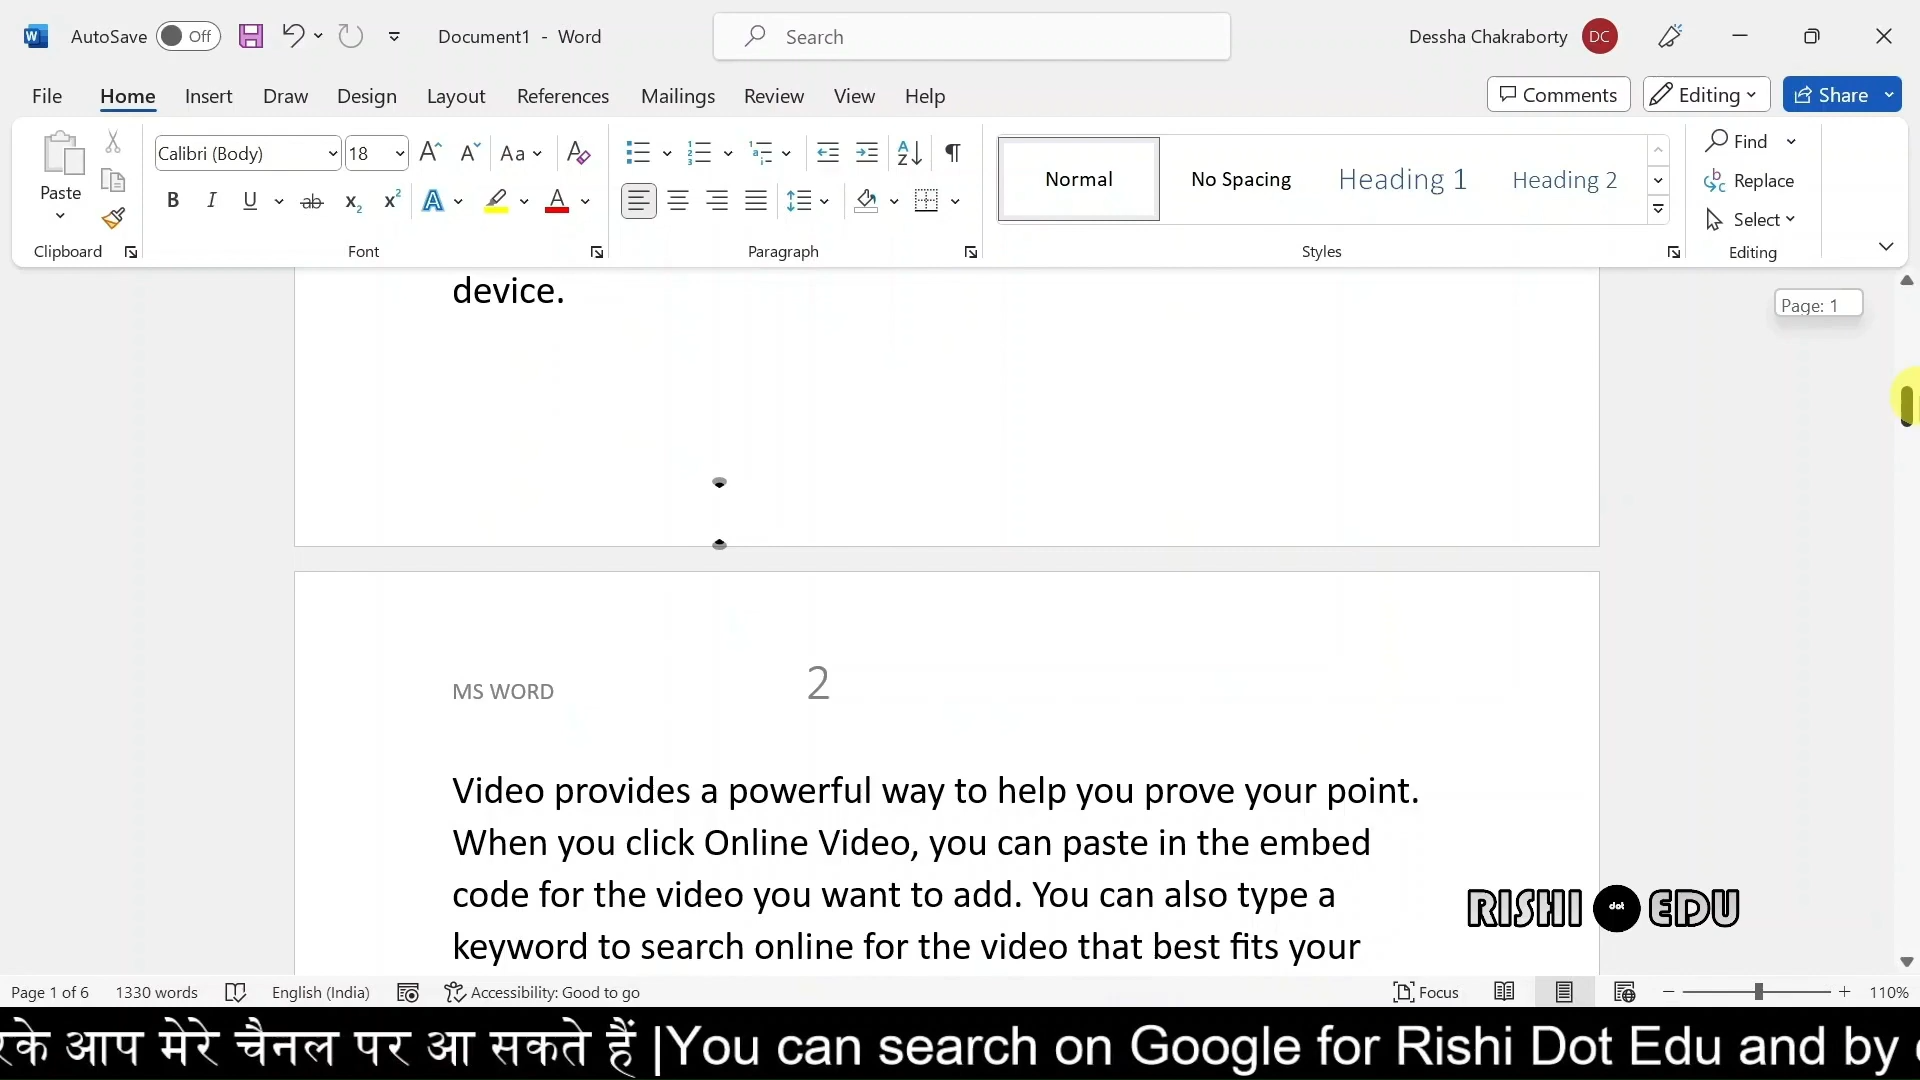 AutoSave Off Document1 - Word Search Dessha Chakraborty DC
File Home Insert Draw Design Layout References Mailings Review View Help Comments Editing Share
Calibri (Body) 18 Aa
Paste
Normal No Spacing Heading 1 Heading 2
Find
Replace
Select
Clipboard Font Paragraph Styles Editing
device.
Page: 1
MS WORD 2
Video provides a powerful way to help you prove your point.
When you click Online Video, you can paste in the embed
code for the video you want to add. You can also type a
keyword to search online for the video that best fits your
RISHI dot EDU
Page 1 of 6 1330 words English (India) Accessibility: Good to go Focus 110%
आप मेरे चैनल पर आ सकते हैं |You can search on Google for Rishi Dot Edu and by